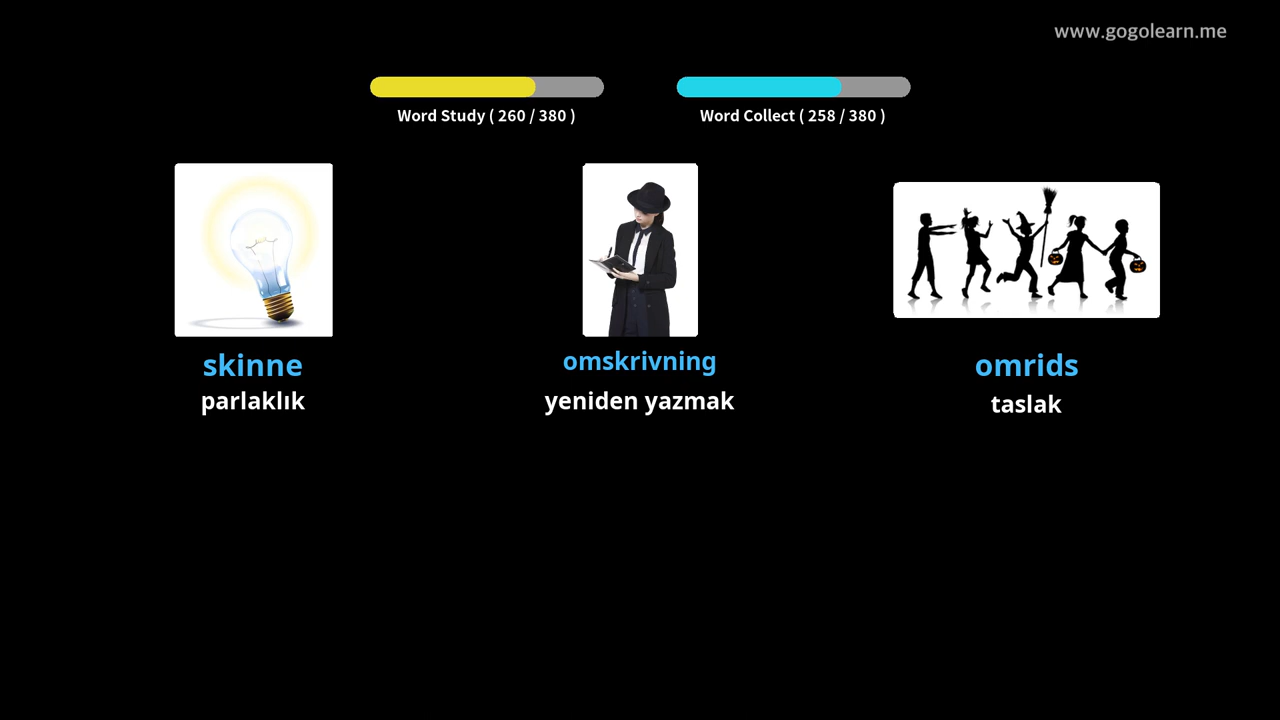 www.gogolearn.me
Word Study ( 260 / 380 )
Word Collect ( 258 / 380 )
skinne
parlaklık
omskrivning
yeniden yazmak
omrids
taslak